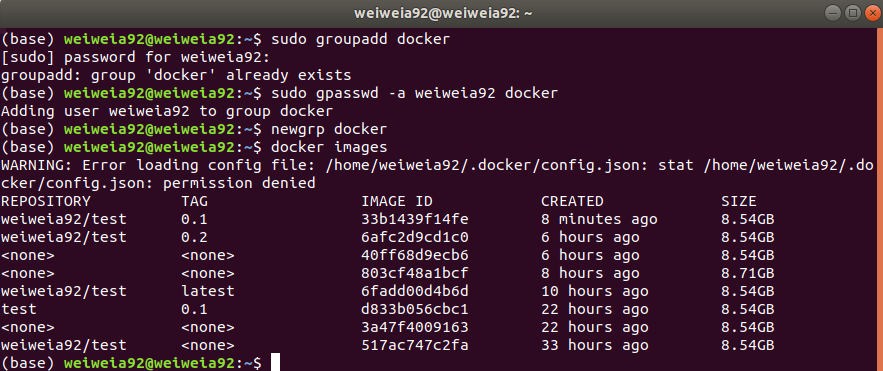 weiweia92@weiweia92: ~
(base) weiweia92@weiweia92:~$ sudo groupadd docker
[sudo] password for weiweia92:
groupadd: group 'docker' already exists
(base) weiweia92@weiweia92:~$ sudo gpasswd -a weiweia92 docker
Adding user weiweia92 to group docker
(base) weiweia92@weiweia92:~$ newgrp docker
(base) weiweia92@weiweia92:~$ docker images
WARNING: Error loading config file: /home/weiweia92/.docker/config.json: stat /home/weiweia92/.do
cker/config.json: permission denied
REPOSITORY TAG IMAGE ID CREATED SIZE
weiweia92/test 0.1 33b1439f14fe 8 minutes ago 8.54GB
weiweia92/test 0.2 6afc2d9cd1c0 6 hours ago 8.54GB
<none> <none> 40ff68d9ecb6 6 hours ago 8.54GB
<none> <none> 803cf48a1bcf 8 hours ago 8.71GB
weiweia92/test latest 6fadd00d4b6d 10 hours ago 8.54GB
test 0.1 d833b056cbc1 22 hours ago 8.54GB
<none> <none> 3a47f4009163 22 hours ago 8.54GB
weiweia92/test <none> 517ac747c2fa 33 hours ago 8.54GB
(base) weiweia92@weiweia92:~$